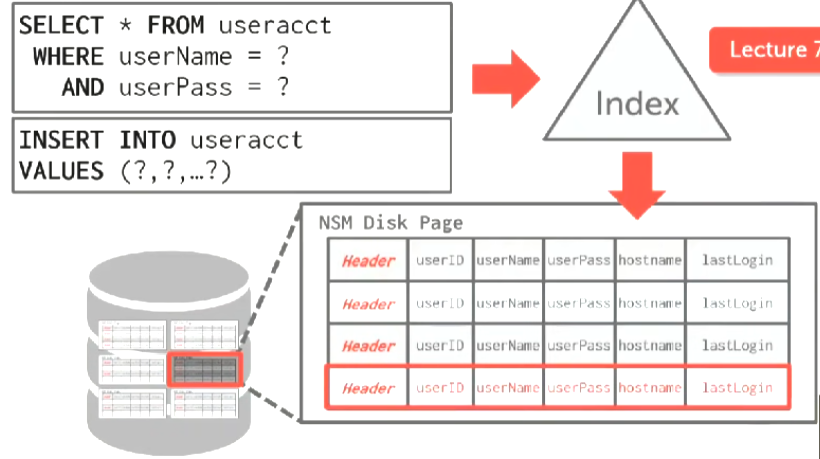 SELECT * FROM useracct
WHERE userName = ?
AND userPass = ?
INSERT INTO useracct
VALUES (?,?,…?)
Index
Lecture 7
NSM Disk Page
Header userID userName userPass hostname lastLogin
Header userID userName userPass hostname lastLogin
Header userID userName userPass hostname lastLogin
Header userID userName userPass hostname lastLogin